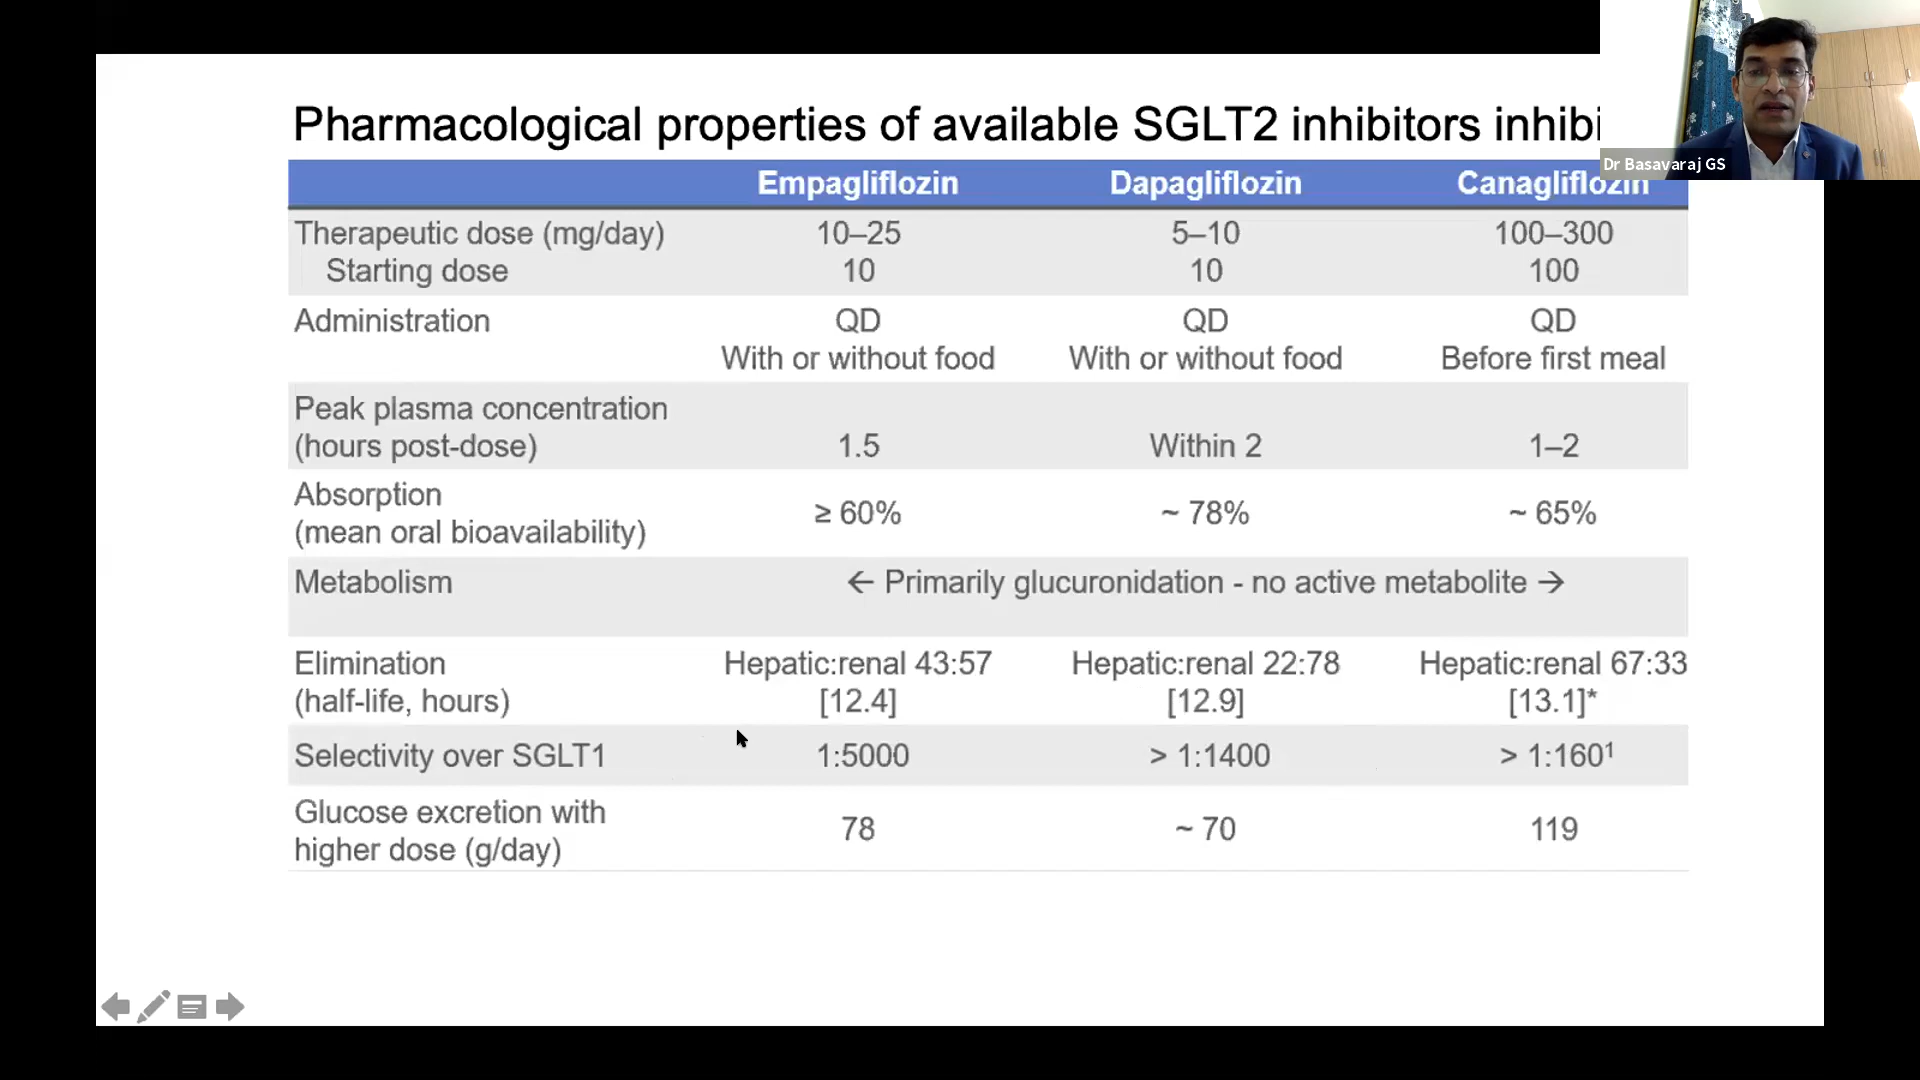 Pharmacological properties of available SGLT2 inhibitors
Dr Basavaraj GS
Empagliflozin Dapagliflozin Canagliflozin
Therapeutic dose (mg/day) 10–25 5–10 100–300
Starting dose 10 10 100
Administration QD QD QD
With or without food With or without food Before first meal
Peak plasma concentration
(hours post-dose) 1.5 Within 2 1–2
Absorption
(mean oral bioavailability) ≥ 60% ~ 78% ~ 65%
Metabolism ← Primarily glucuronidation - no active metabolite →
Elimination Hepatic:renal 43:57 Hepatic:renal 22:78 Hepatic:renal 67:33
(half-life, hours) [12.4] [12.9] [13.1]*
Selectivity over SGLT1 1:5000 > 1:1400 > 1:160¹
Glucose excretion with
higher dose (g/day) 78 ~ 70 119